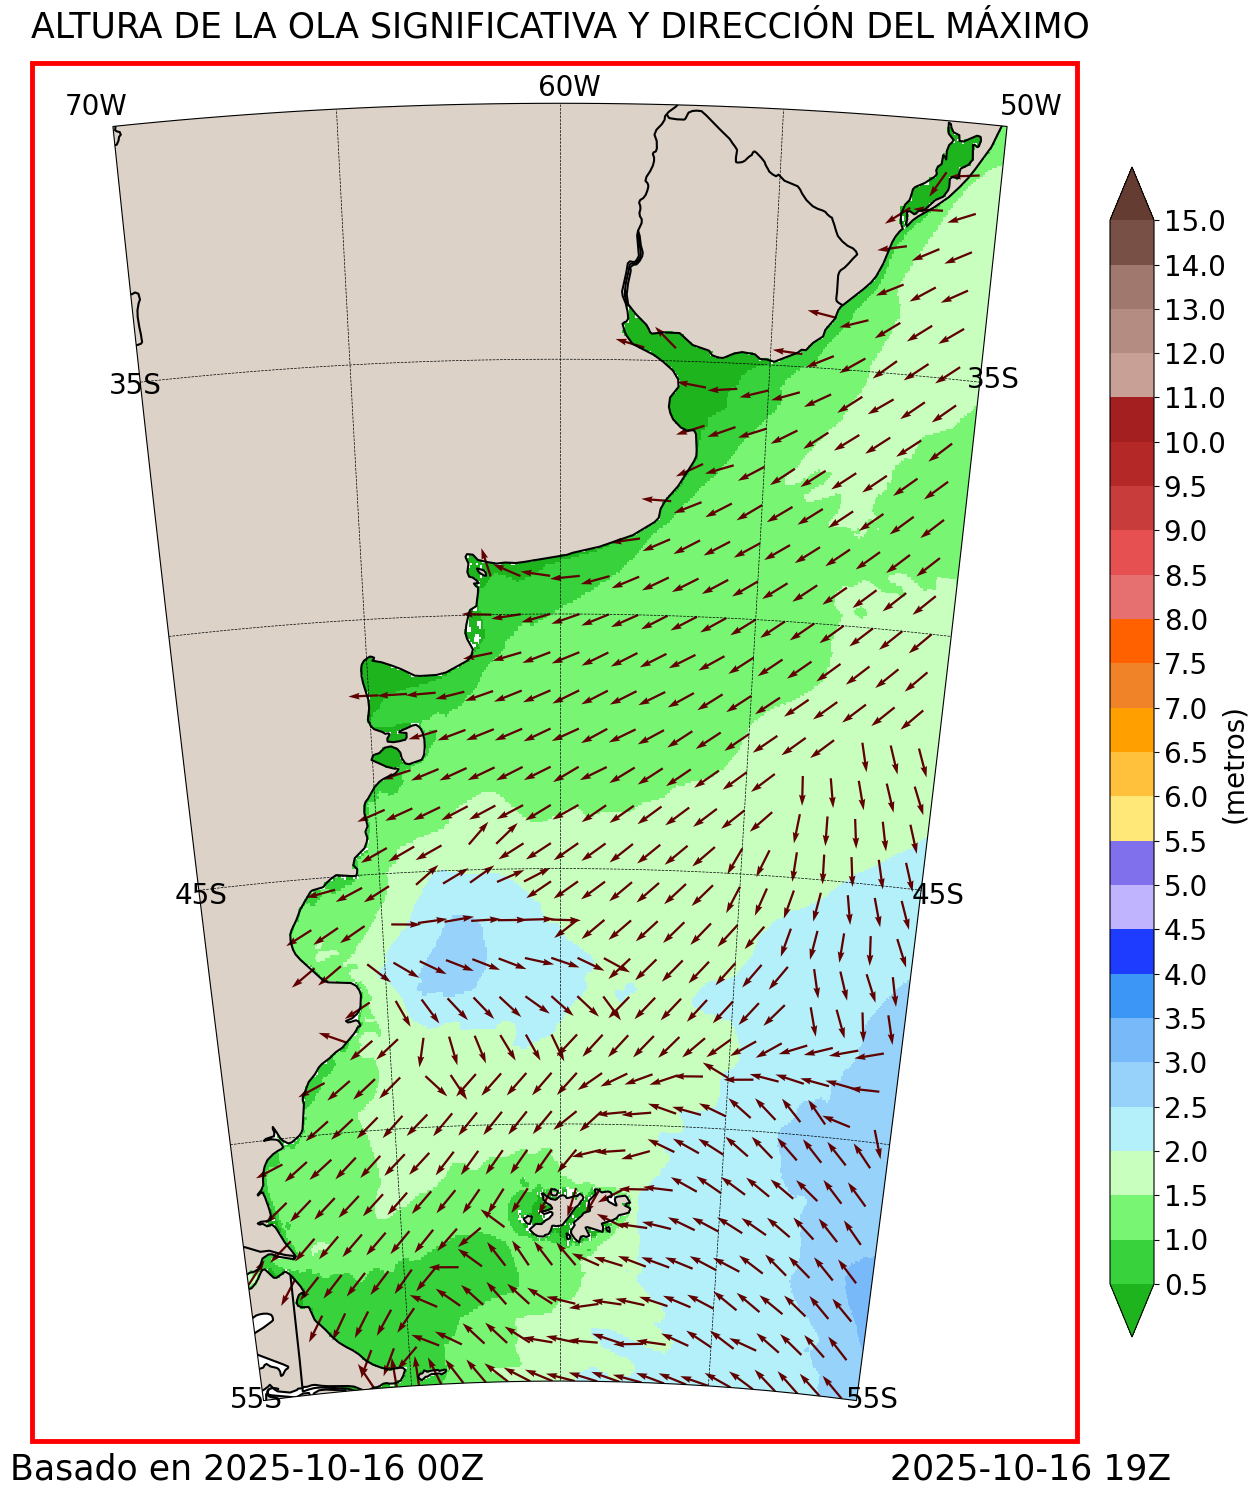 ALTURA DE LA OLA SIGNIFICATIVA Y DIRECCIÓN DEL MÁXIMO
70W
60W
50W
35S
35S
45S
45S
55S
55S
15.0
14.0
13.0
12.0
11.0
10.0
9.5
9.0
8.5
8.0
7.5
7.0
6.5
6.0
5.5
5.0
4.5
4.0
3.5
3.0
2.5
2.0
1.5
1.0
0.5
(metros)
Basado en 2025-10-16 00Z
2025-10-16 19Z